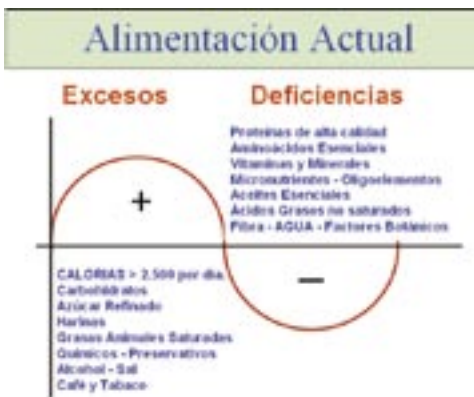 Alimentación Actual
Excesos
Deficiencias
Proteínas de alta calidad
Aminoácidos Esenciales
Vitaminas y Minerales
Micronutrientes - Oligoelementos
Aceites Esenciales
Ácidos Grasos no saturados
Fibra - AGUA - Factores Botánicos
+
–
CALORIAS > 2.500 por dia.
Carbohidratos
Azúcar Refinado
Harinas
Grasas Animales Saturadas
Químicos - Preservativos
Alcohol - Sal
Café y Tabaco